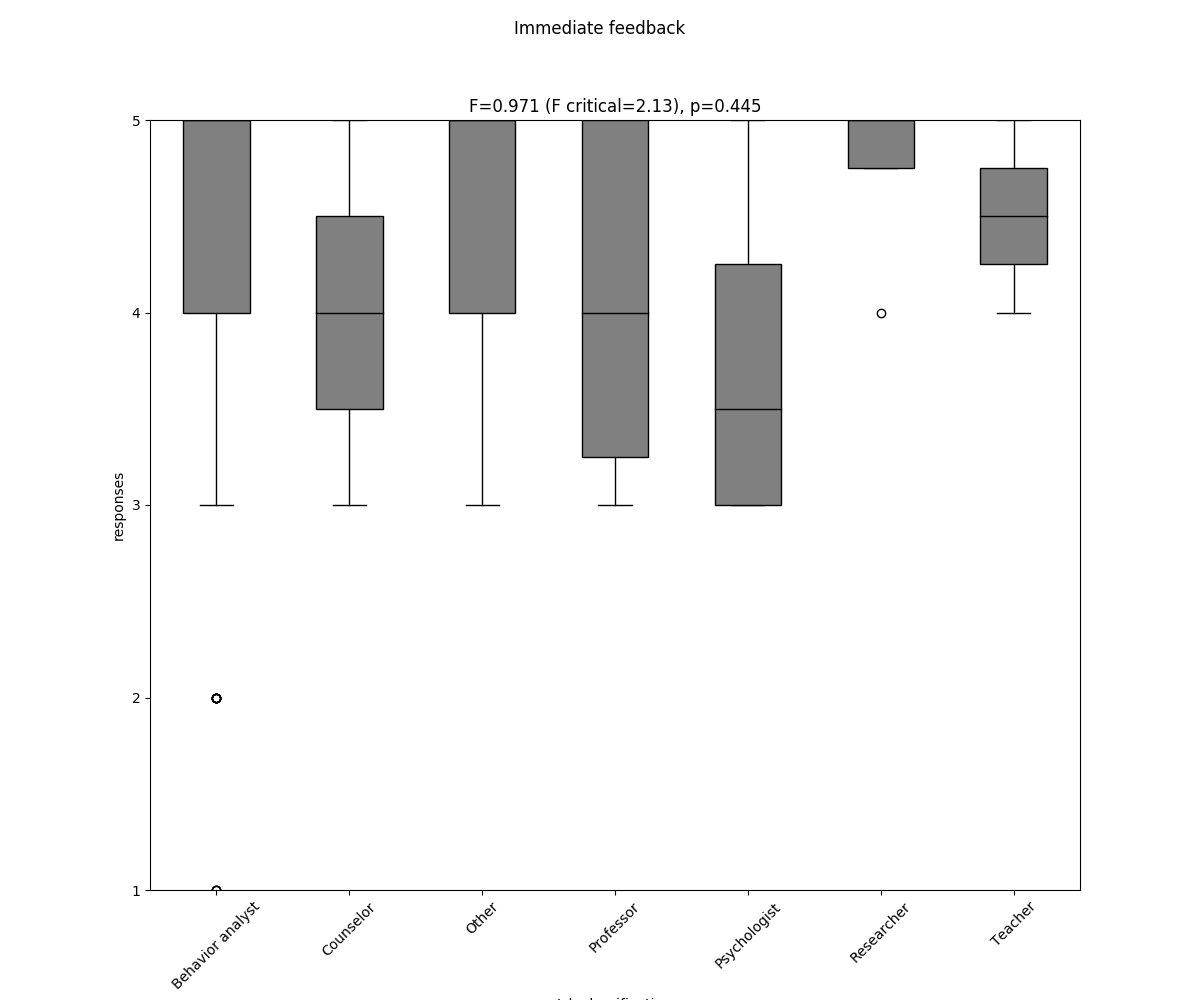 Immediate feedback
F=0.971 (F critical=2.13), p=0.445
5
4
3
2
1
responses
Behavior analyst
Counselor
Other
Professor
Psychologist
Researcher
Teacher